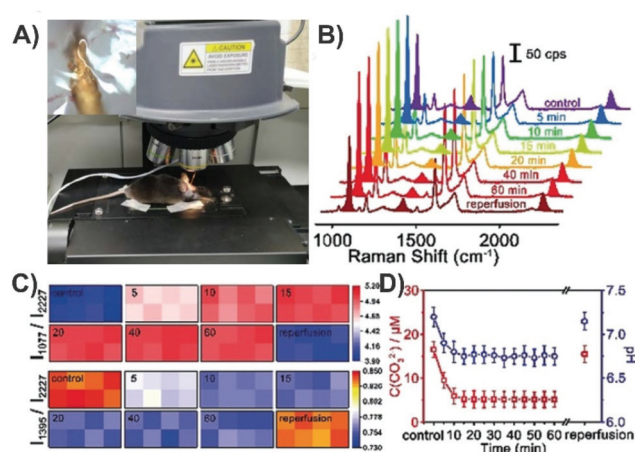 A)
CAUTION
AVOID EXPOSURE
B)
50 cps
control
5 min
10 min
15 min
20 min
40 min
60 min
reperfusion
1000 1500 2000
Raman Shift (cm⁻¹)
C)
I1077 / I2227
control 5 10 15
20 40 60 reperfusion
5.20
4.94
4.68
4.42
4.16
3.90
I1395 / I2227
control 5 10 15
20 40 60 reperfusion
0.850
0.826
0.802
0.778
0.754
0.730
D)
C(CO₃²⁻) / μM
30
20
10
0
7.5
7.0
6.5
6.0
pH
control 10 20 30 40 50 60 reperfusion
Time (min)